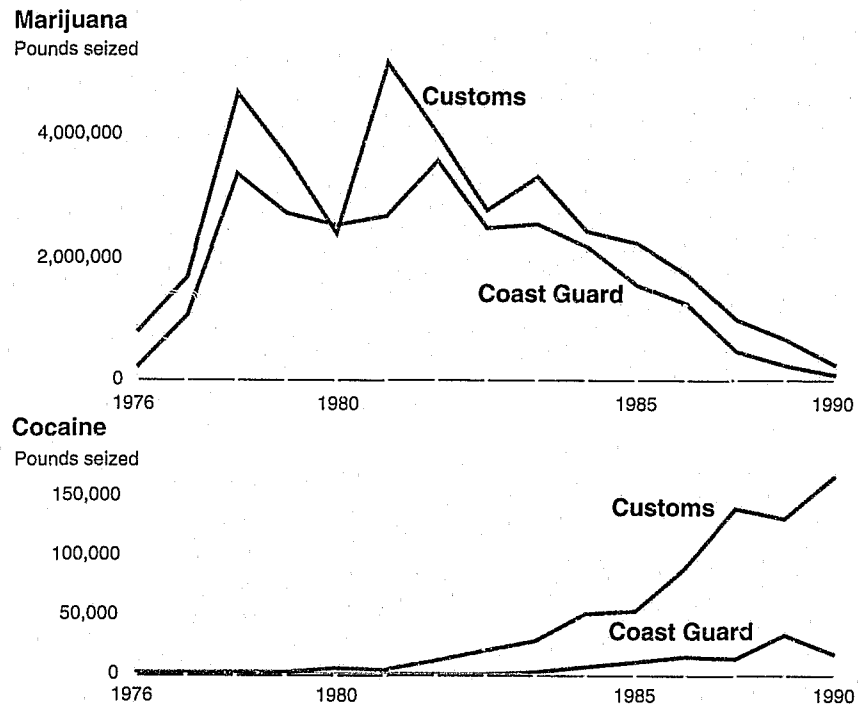 Marijuana
Pounds seized
Customs
4,000,000
2,000,000
Coast Guard
0
1976 1980 1985 1990
Cocaine
Pounds seized
150,000
Customs
100,000
50,000
Coast Guard
0
1976 1980 1985 1990